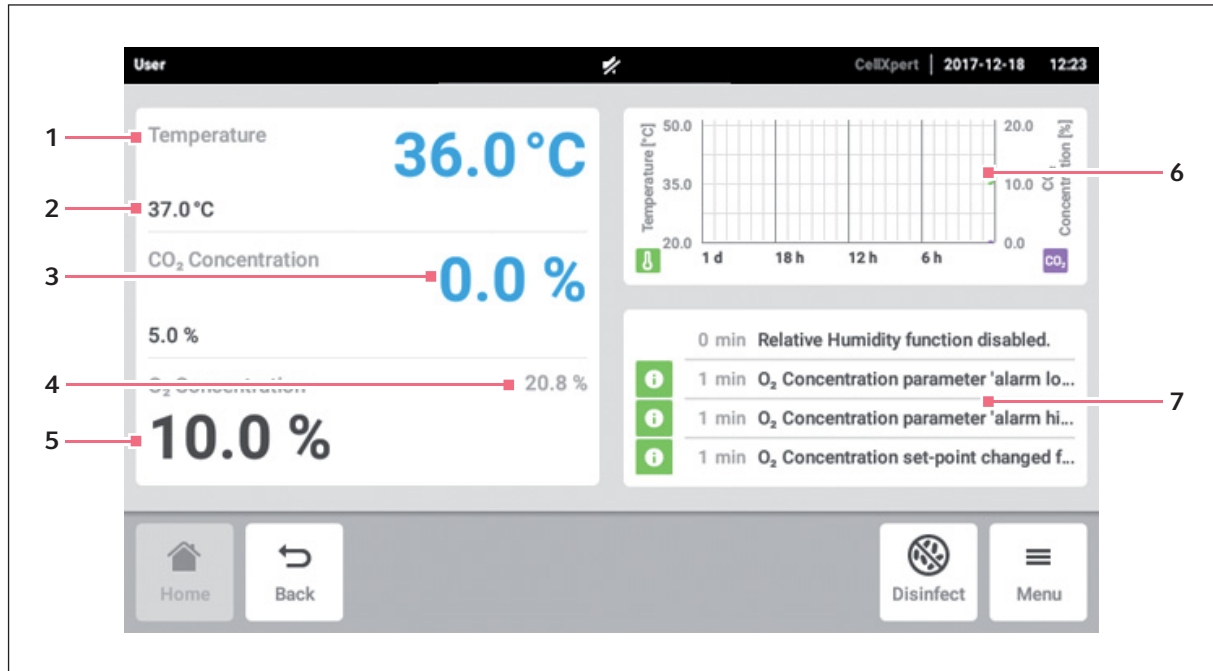 User CellXpert | 2017-12-18 12:23
1 Temperature 36.0 °C
2 37.0 °C
CO₂ Concentration
3 0.0 %
5.0 %
4 O₂ Concentration 20.8 %
5 10.0 %
Temperature [°C]
50.0
35.0
20.0
1 d 18 h 12 h 6 h
20.0
10.0
0.0
Concentration [%]
CO₂
6
0 min Relative Humidity function disabled.
1 min O₂ Concentration parameter 'alarm lo...
1 min O₂ Concentration parameter 'alarm hi...
1 min O₂ Concentration set-point changed f...
7
Home
Back
Disinfect
Menu